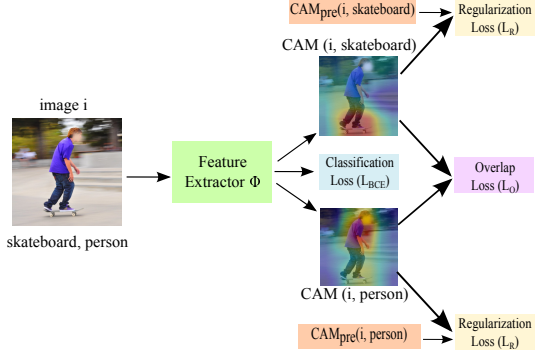 CAMpre(i, skateboard)
Regularization
Loss (LR)
CAM (i, skateboard)
image i
Feature
Extractor Φ
Classification
Loss (LBCE)
Overlap
Loss (LO)
skateboard, person
CAM (i, person)
CAMpre(i, person)
Regularization
Loss (LR)